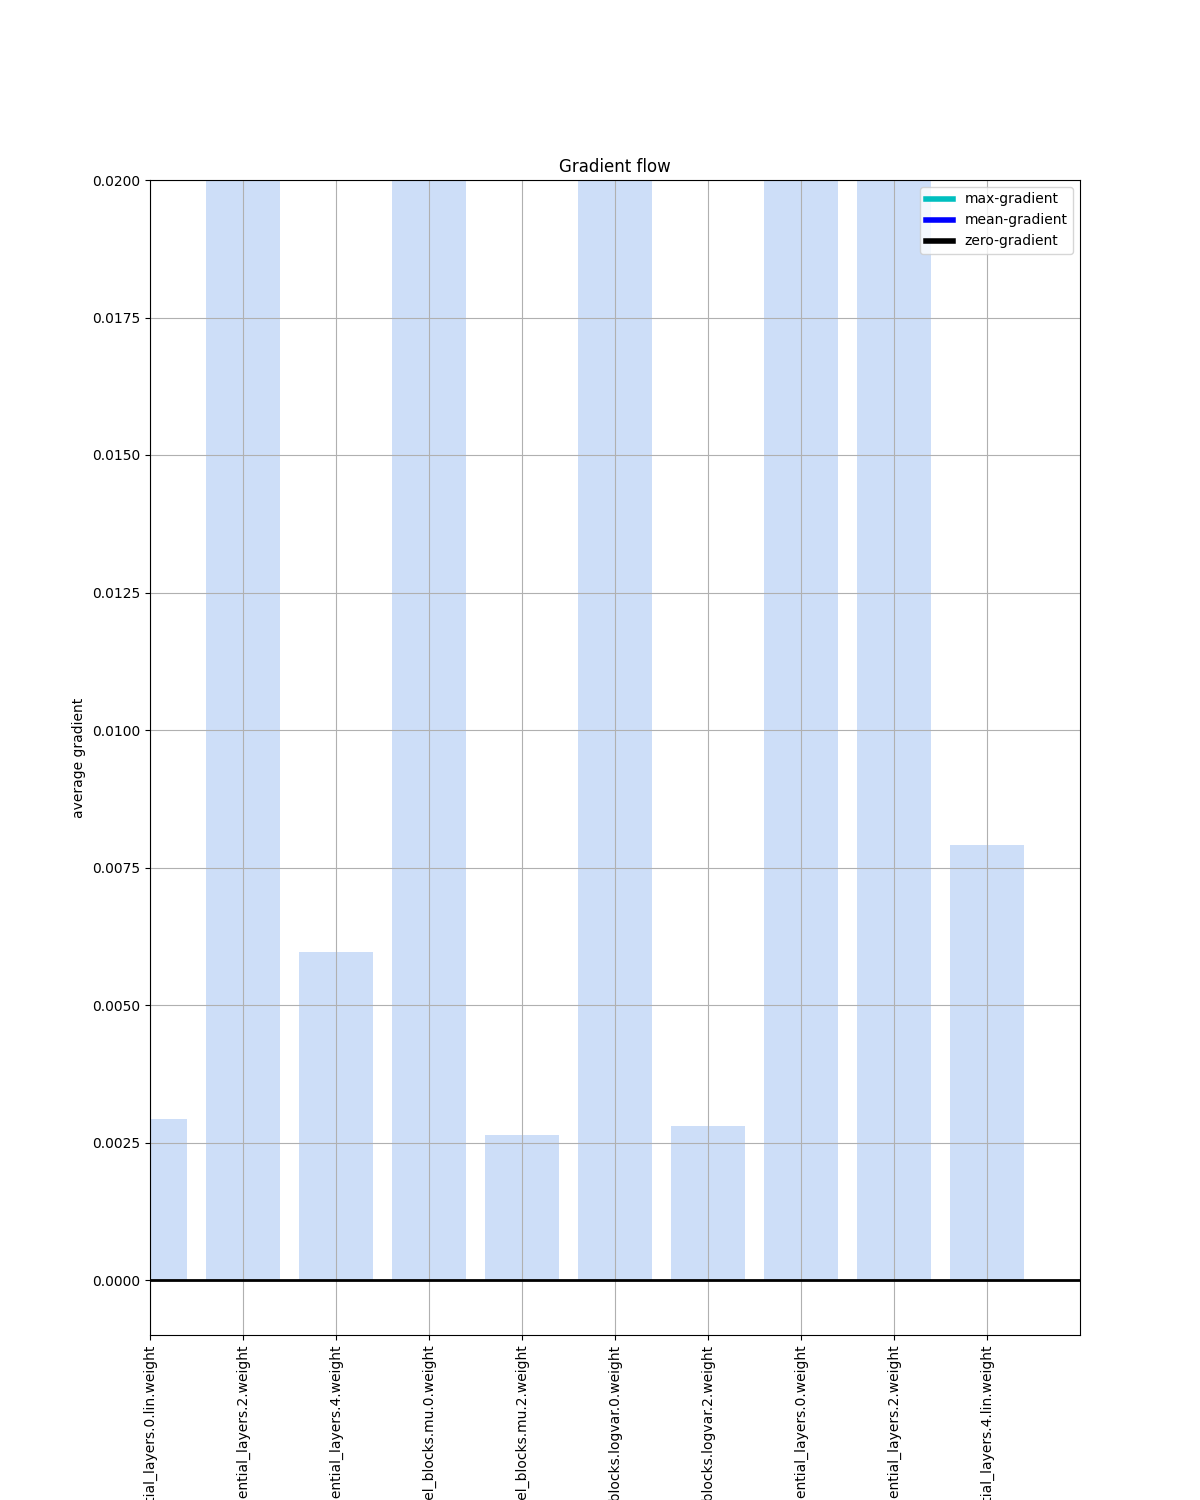 Gradient flow
max-gradient
mean-gradient
zero-gradient
0.0200
0.0175
0.0150
0.0125
0.0100
0.0075
0.0050
0.0025
0.0000
average gradient
tial_layers.0.lin.weight
ential_layers.2.weight
ential_layers.4.weight
el_blocks.mu.0.weight
el_blocks.mu.2.weight
blocks.logvar.0.weight
blocks.logvar.2.weight
ential_layers.0.weight
ential_layers.2.weight
tial_layers.4.lin.weight